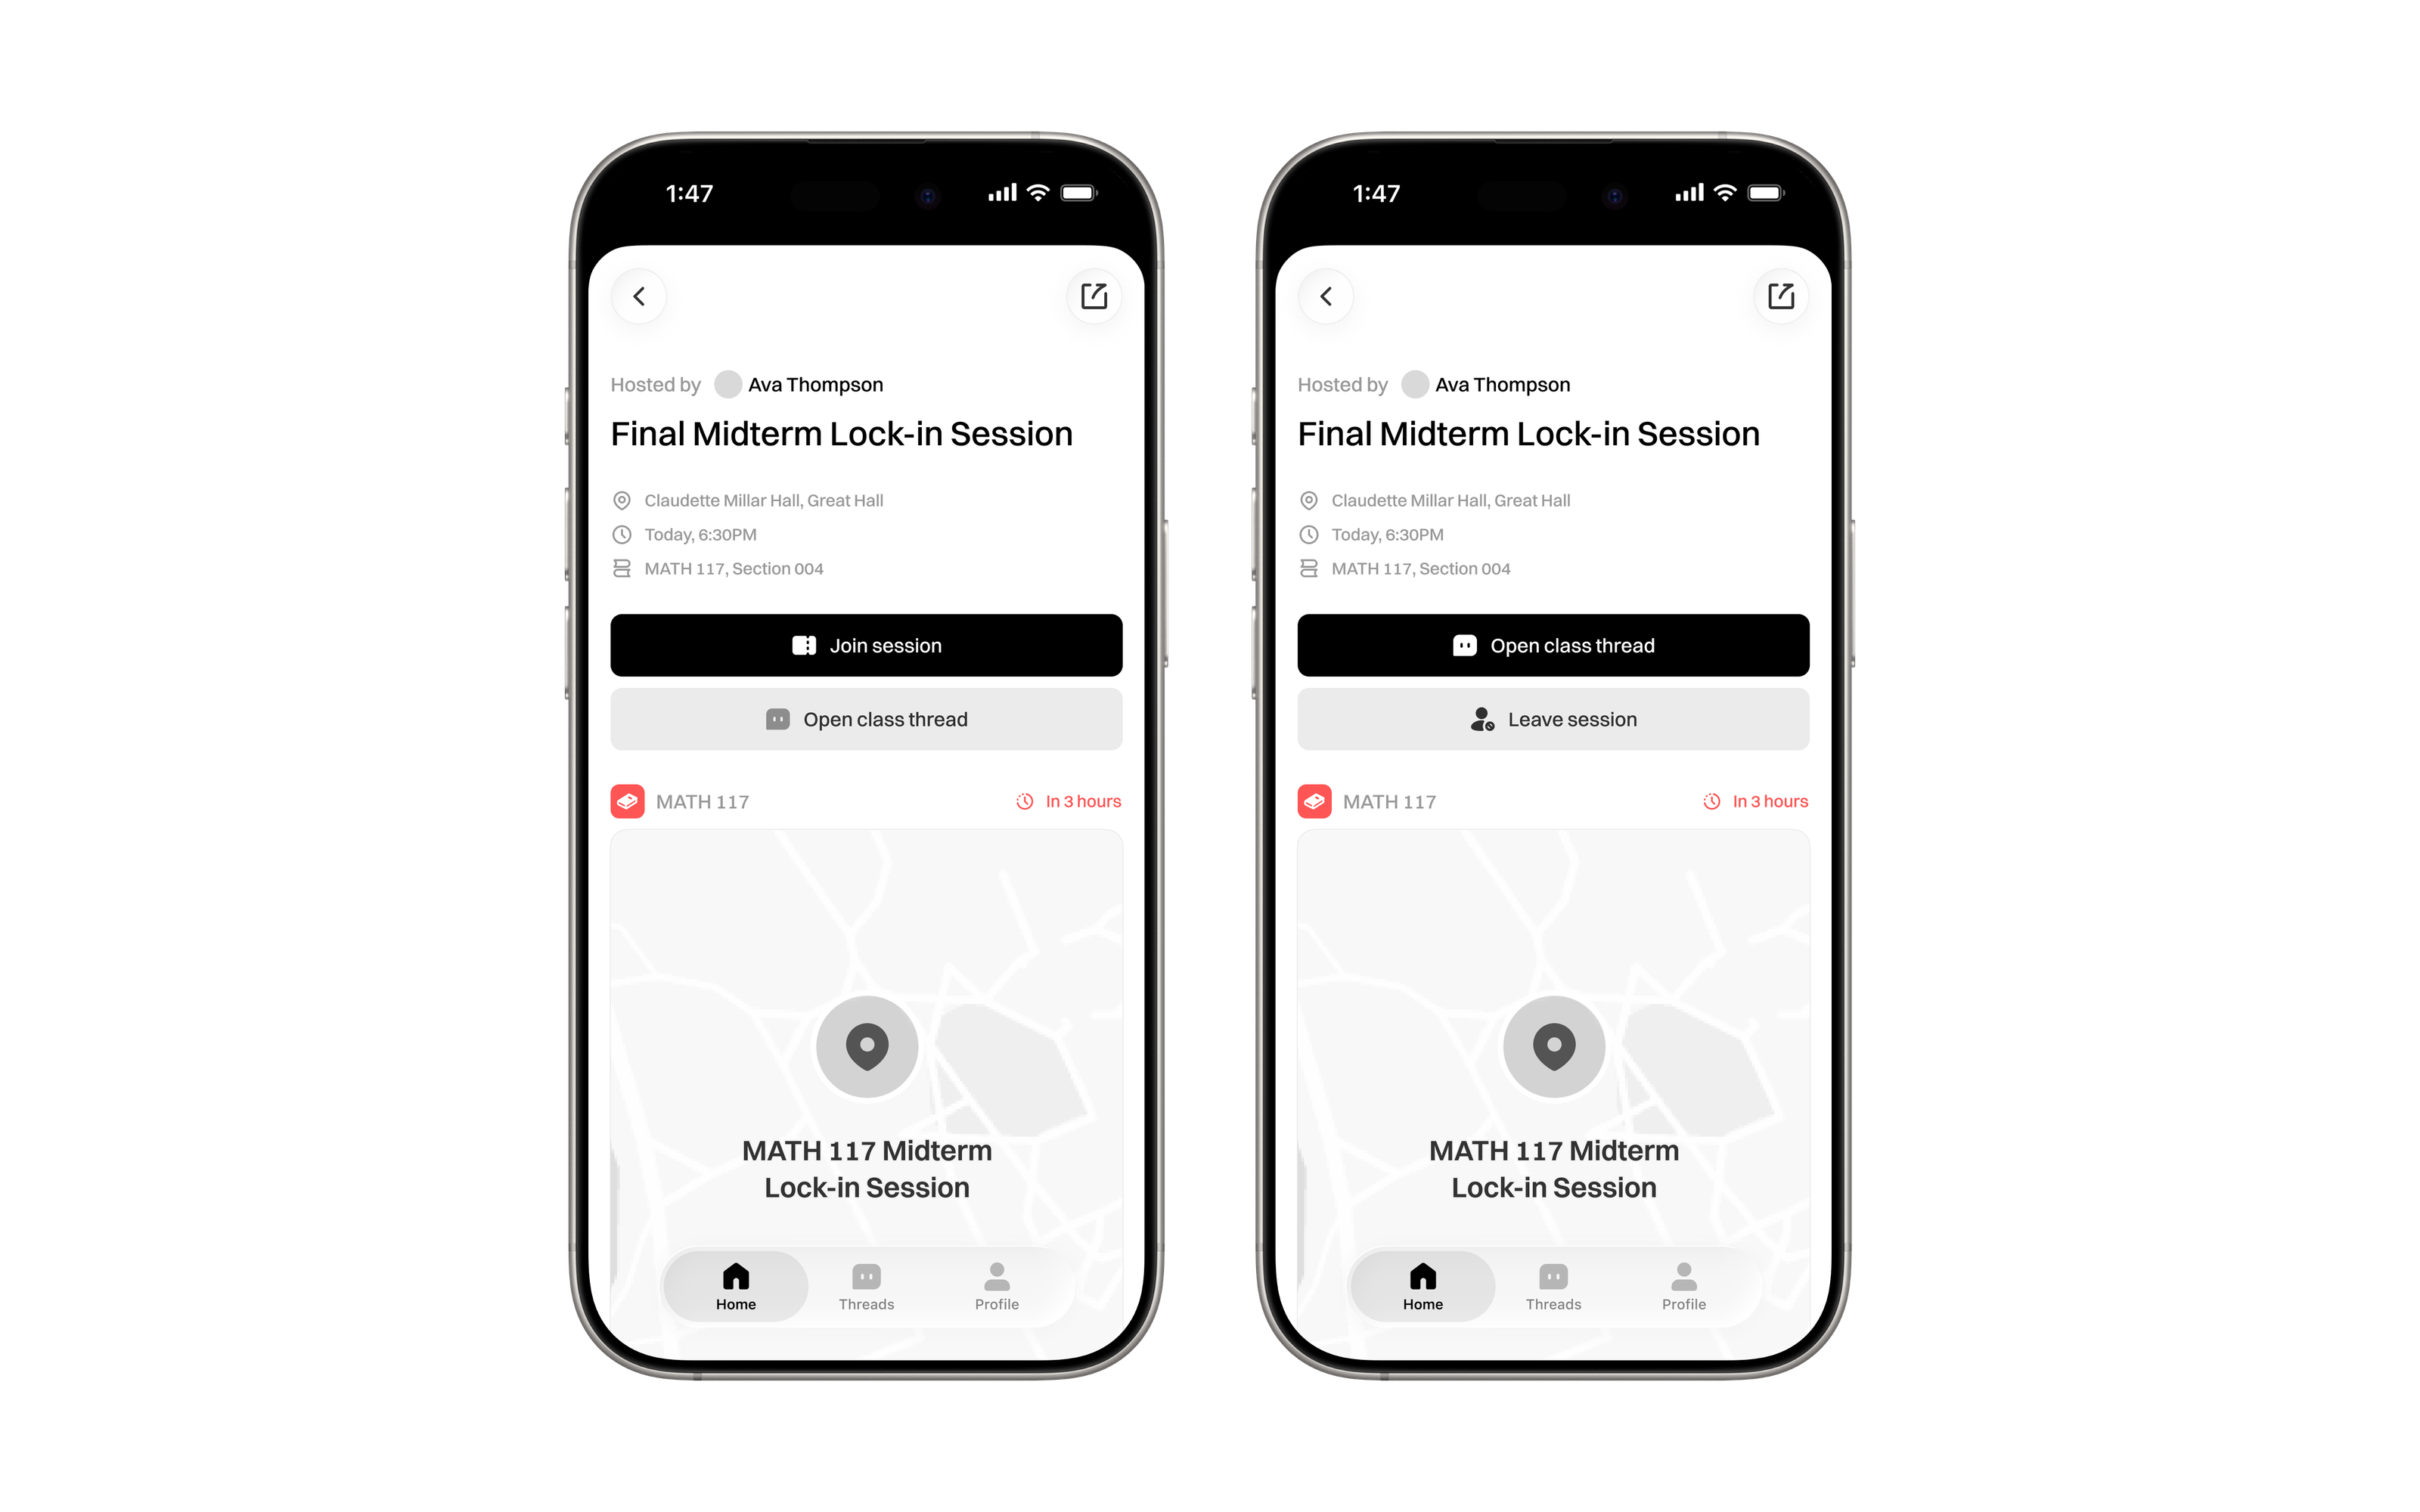 1:47
Hosted by Ava Thompson
Final Midterm Lock-in Session
Claudette Millar Hall, Great Hall
Today, 6:30PM
MATH 117, Section 004
Join session
Open class thread
MATH 117 In 3 hours
MATH 117 Midterm
Lock-in Session
Home Threads Profile
1:47
Hosted by Ava Thompson
Final Midterm Lock-in Session
Claudette Millar Hall, Great Hall
Today, 6:30PM
MATH 117, Section 004
Open class thread
Leave session
MATH 117 In 3 hours
MATH 117 Midterm
Lock-in Session
Home Threads Profile